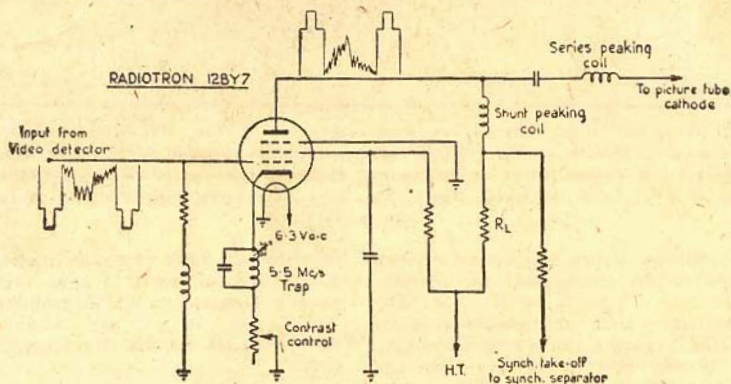 RADIOTRON 12BY7
Series peaking
coil
To picture tube
cathode
Shunt peaking
coil
Input from
Video detector
6·3 V a-c
R_L
5·5 Mc/s
Trap
Contrast
control
H.T.
Synch. take-off
to synch. separator